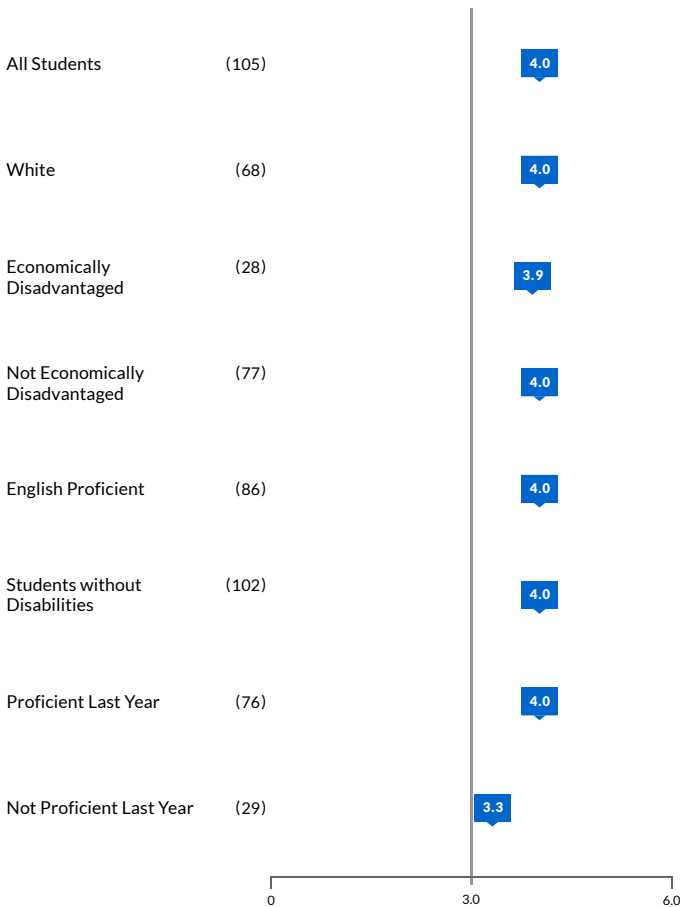 All Students (105) 4.0
White (68) 4.0
Economically (28) 3.9
Disadvantaged
Not Economically (77) 4.0
Disadvantaged
English Proficient (86) 4.0
Students without (102) 4.0
Disabilities
Proficient Last Year (76) 4.0
Not Proficient Last Year (29) 3.3
0 3.0 6.0